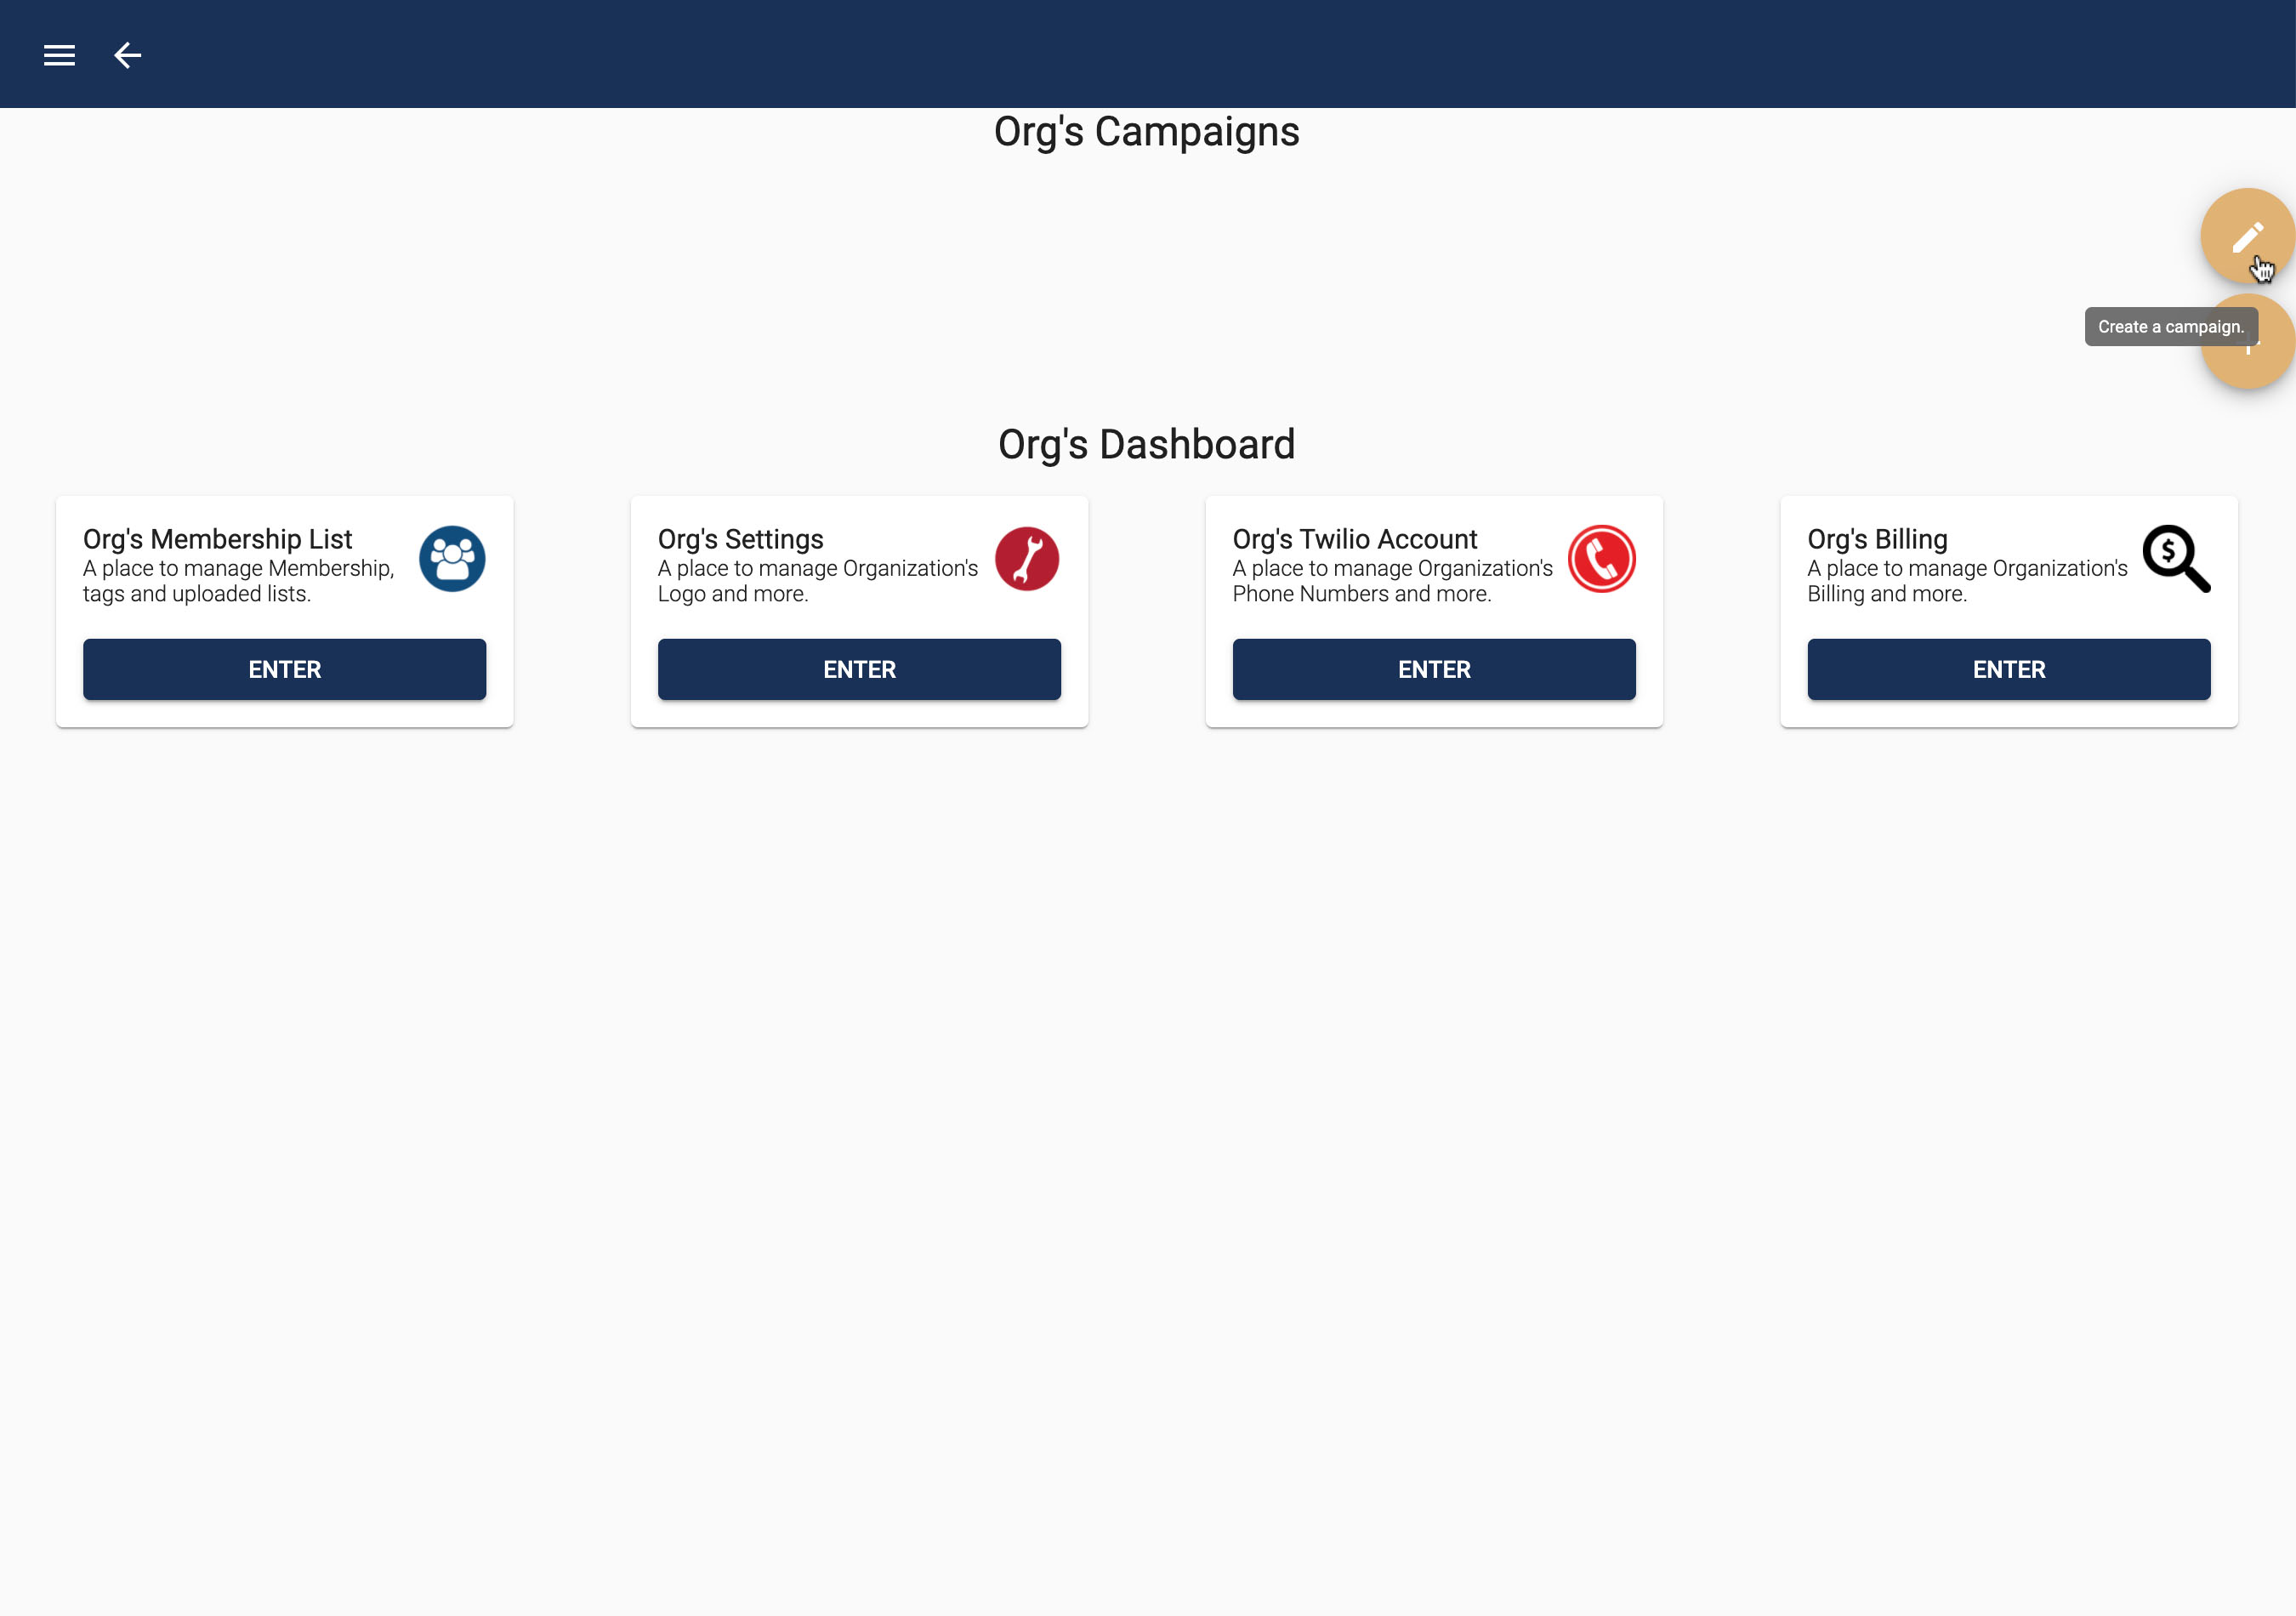 Org's Campaigns
Create a campaign.
Org's Dashboard
Org's Membership List
A place to manage Membership,
tags and uploaded lists.
ENTER
Org's Settings
A place to manage Organization's
Logo and more.
ENTER
Org's Twilio Account
A place to manage Organization's
Phone Numbers and more.
ENTER
Org's Billing
A place to manage Organization's
Billing and more.
$
ENTER